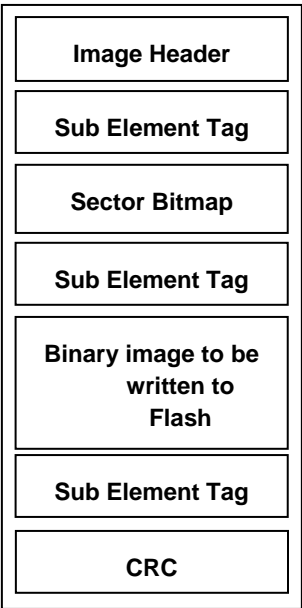 Image Header
Sub Element Tag
Sector Bitmap
Sub Element Tag
Binary image to be
written to
Flash
Sub Element Tag
CRC